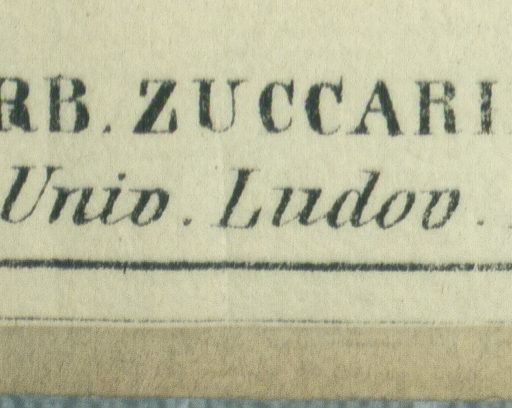 RB. ZUCCARI
Univ. Ludov.